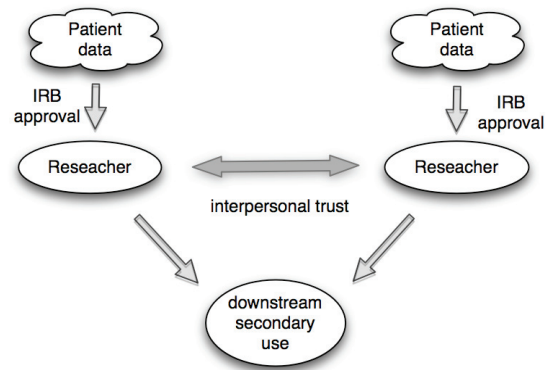 Patient
data
Patient
data
IRB
approval
IRB
approval
Reseacher
Reseacher
interpersonal trust
downstream
secondary
use